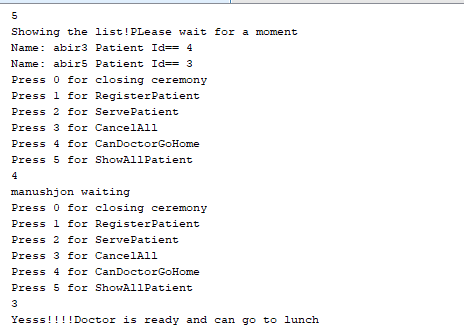 5
Showing the list!PLease wait for a moment
Name: abir3 Patient Id== 4
Name: abir5 Patient Id== 3
Press 0 for closing ceremony
Press 1 for RegisterPatient
Press 2 for ServePatient
Press 3 for CancelAll
Press 4 for CanDoctorGoHome
Press 5 for ShowAllPatient
4
manushjon waiting
Press 0 for closing ceremony
Press 1 for RegisterPatient
Press 2 for ServePatient
Press 3 for CancelAll
Press 4 for CanDoctorGoHome
Press 5 for ShowAllPatient
3
Yesss!!!!Doctor is ready and can go to lunch